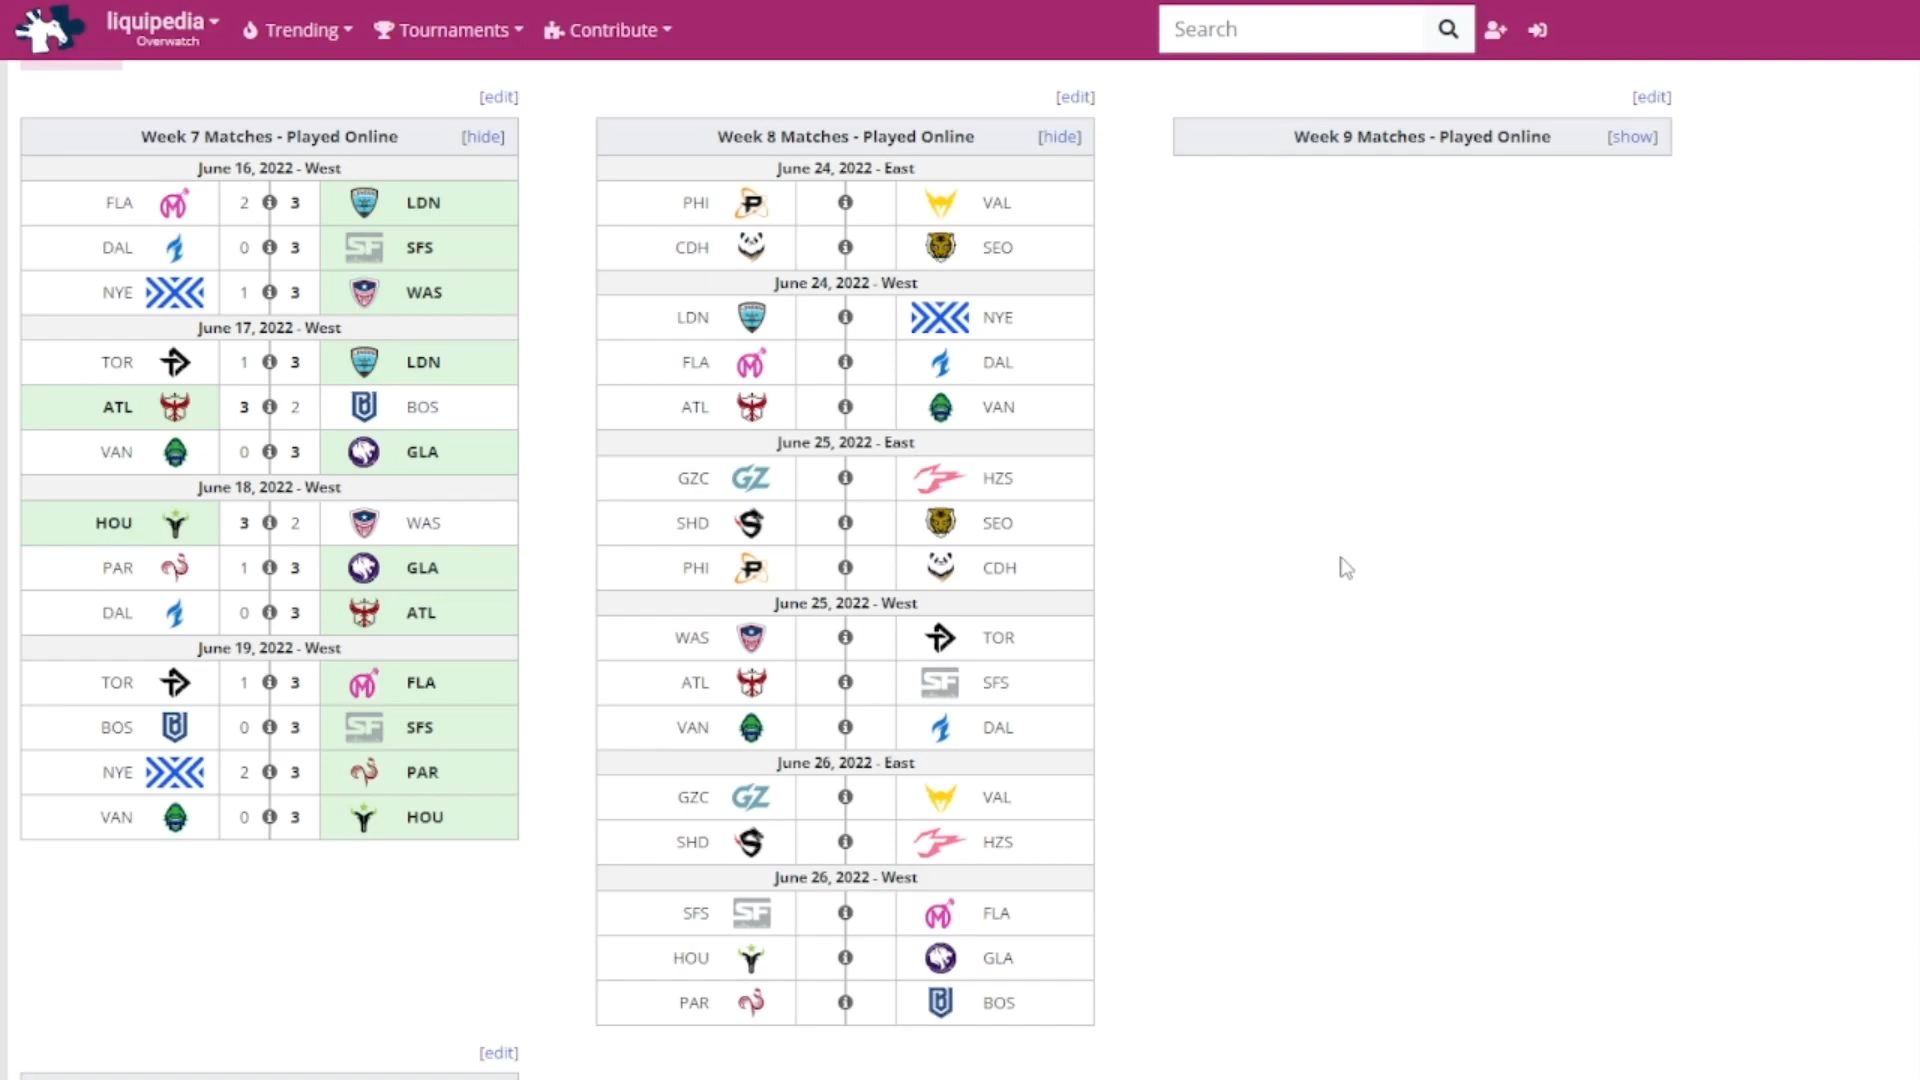 liquipedia
Overwatch
Trending
Tournaments
Contribute
Search
[edit]
Week 7 Matches - Played Online [hide]
June 16, 2022 - West
FLA 2 3 LDN
DAL 0 3 SFS
NYE 1 3 WAS
June 17, 2022 - West
TOR 1 3 LDN
ATL 3 2 BOS
VAN 0 3 GLA
June 18, 2022 - West
HOU 3 2 WAS
PAR 1 3 GLA
DAL 0 3 ATL
June 19, 2022 - West
TOR 1 3 FLA
BOS 0 3 SFS
NYE 2 3 PAR
VAN 0 3 HOU
[edit]
Week 8 Matches - Played Online [hide]
June 24, 2022 - East
PHI VAL
CDH SEO
June 24, 2022 - West
LDN NYE
FLA DAL
ATL VAN
June 25, 2022 - East
GZC GZ HZS
SHD SEO
PHI CDH
June 25, 2022 - West
WAS TOR
ATL SF SFS
VAN DAL
June 26, 2022 - East
GZC GZ VAL
SHD HZS
June 26, 2022 - West
SFS SF FLA
HOU GLA
PAR BOS
[edit]
Week 9 Matches - Played Online [show]
[edit]